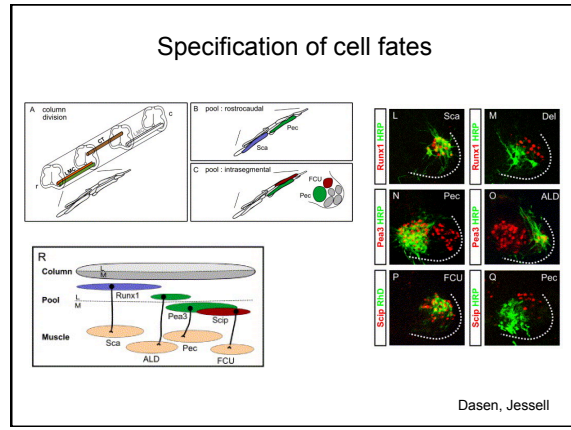 Specification of cell fates
A column division
c
CT
LMC
r
B pool : rostrocaudal
Pec
Sca
C pool : intrasegmental
FCU
Pec
L Sca
Runx1 HRP
M Del
Runx1 HRP
N Pec
Pea3 HRP
O ALD
Pea3 HRP
P FCU
Scip RhD
Q Pec
Scip HRP
R
Column
L
M
Runx1
Pool
L
M
Pea3
Scip
Muscle
Sca
ALD
Pec
FCU
Dasen, Jessell